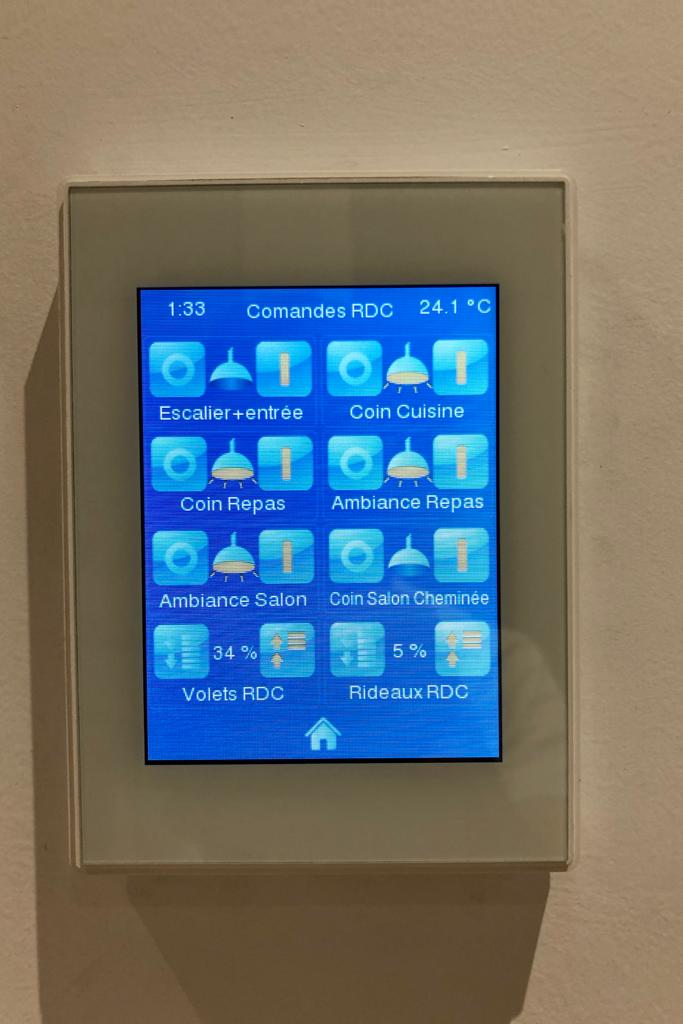 1:33 Comandes RDC 24.1 °C
Escalier+entrée Coin Cuisine
Coin Repas Ambiance Repas
Ambiance Salon Coin Salon Cheminée
34 % 5 %
Volets RDC Rideaux RDC